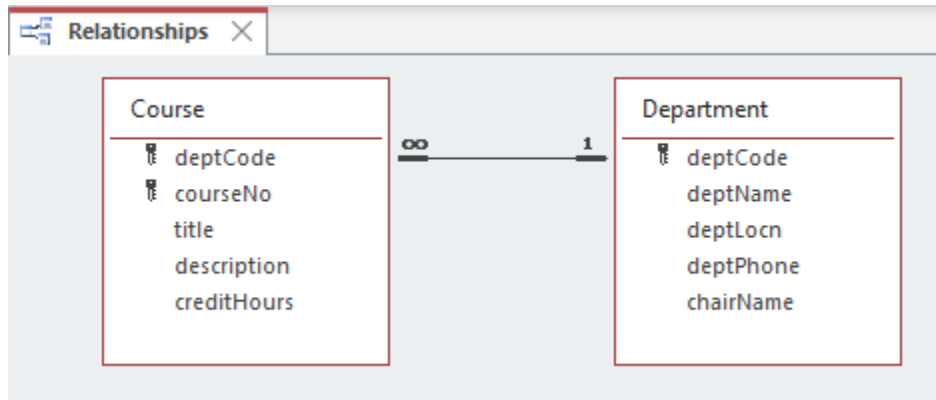 Relationships
Course
deptCode
courseNo
title
description
creditHours
∞ 1
Department
deptCode
deptName
deptLocn
deptPhone
chairName